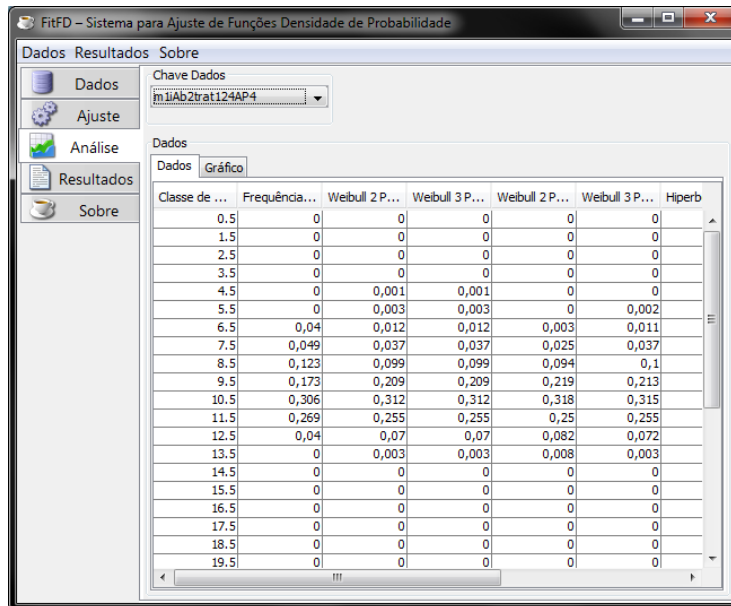 FitFD – Sistema para Ajuste de Funções Densidade de Probabilidade
Dados Resultados Sobre
Dados
Ajuste
Análise
Resultados
Sobre
Chave Dados
m1iAb2trat124AP4
Dados
Dados Gráfico
Classe de ... Frequência... Weibull 2 P... Weibull 3 P... Weibull 2 P... Weibull 3 P... Hiperb
0.5 0 0 0 0 0
1.5 0 0 0 0 0
2.5 0 0 0 0 0
3.5 0 0 0 0 0
4.5 0 0,001 0,001 0 0
5.5 0 0,003 0,003 0 0,002
6.5 0,04 0,012 0,012 0,003 0,011
7.5 0,049 0,037 0,037 0,025 0,037
8.5 0,123 0,099 0,099 0,094 0,1
9.5 0,173 0,209 0,209 0,219 0,213
10.5 0,306 0,312 0,312 0,318 0,315
11.5 0,269 0,255 0,255 0,25 0,255
12.5 0,04 0,07 0,07 0,082 0,072
13.5 0 0,003 0,003 0,008 0,003
14.5 0 0 0 0 0
15.5 0 0 0 0 0
16.5 0 0 0 0 0
17.5 0 0 0 0 0
18.5 0 0 0 0 0
19.5 0 0 0 0 0